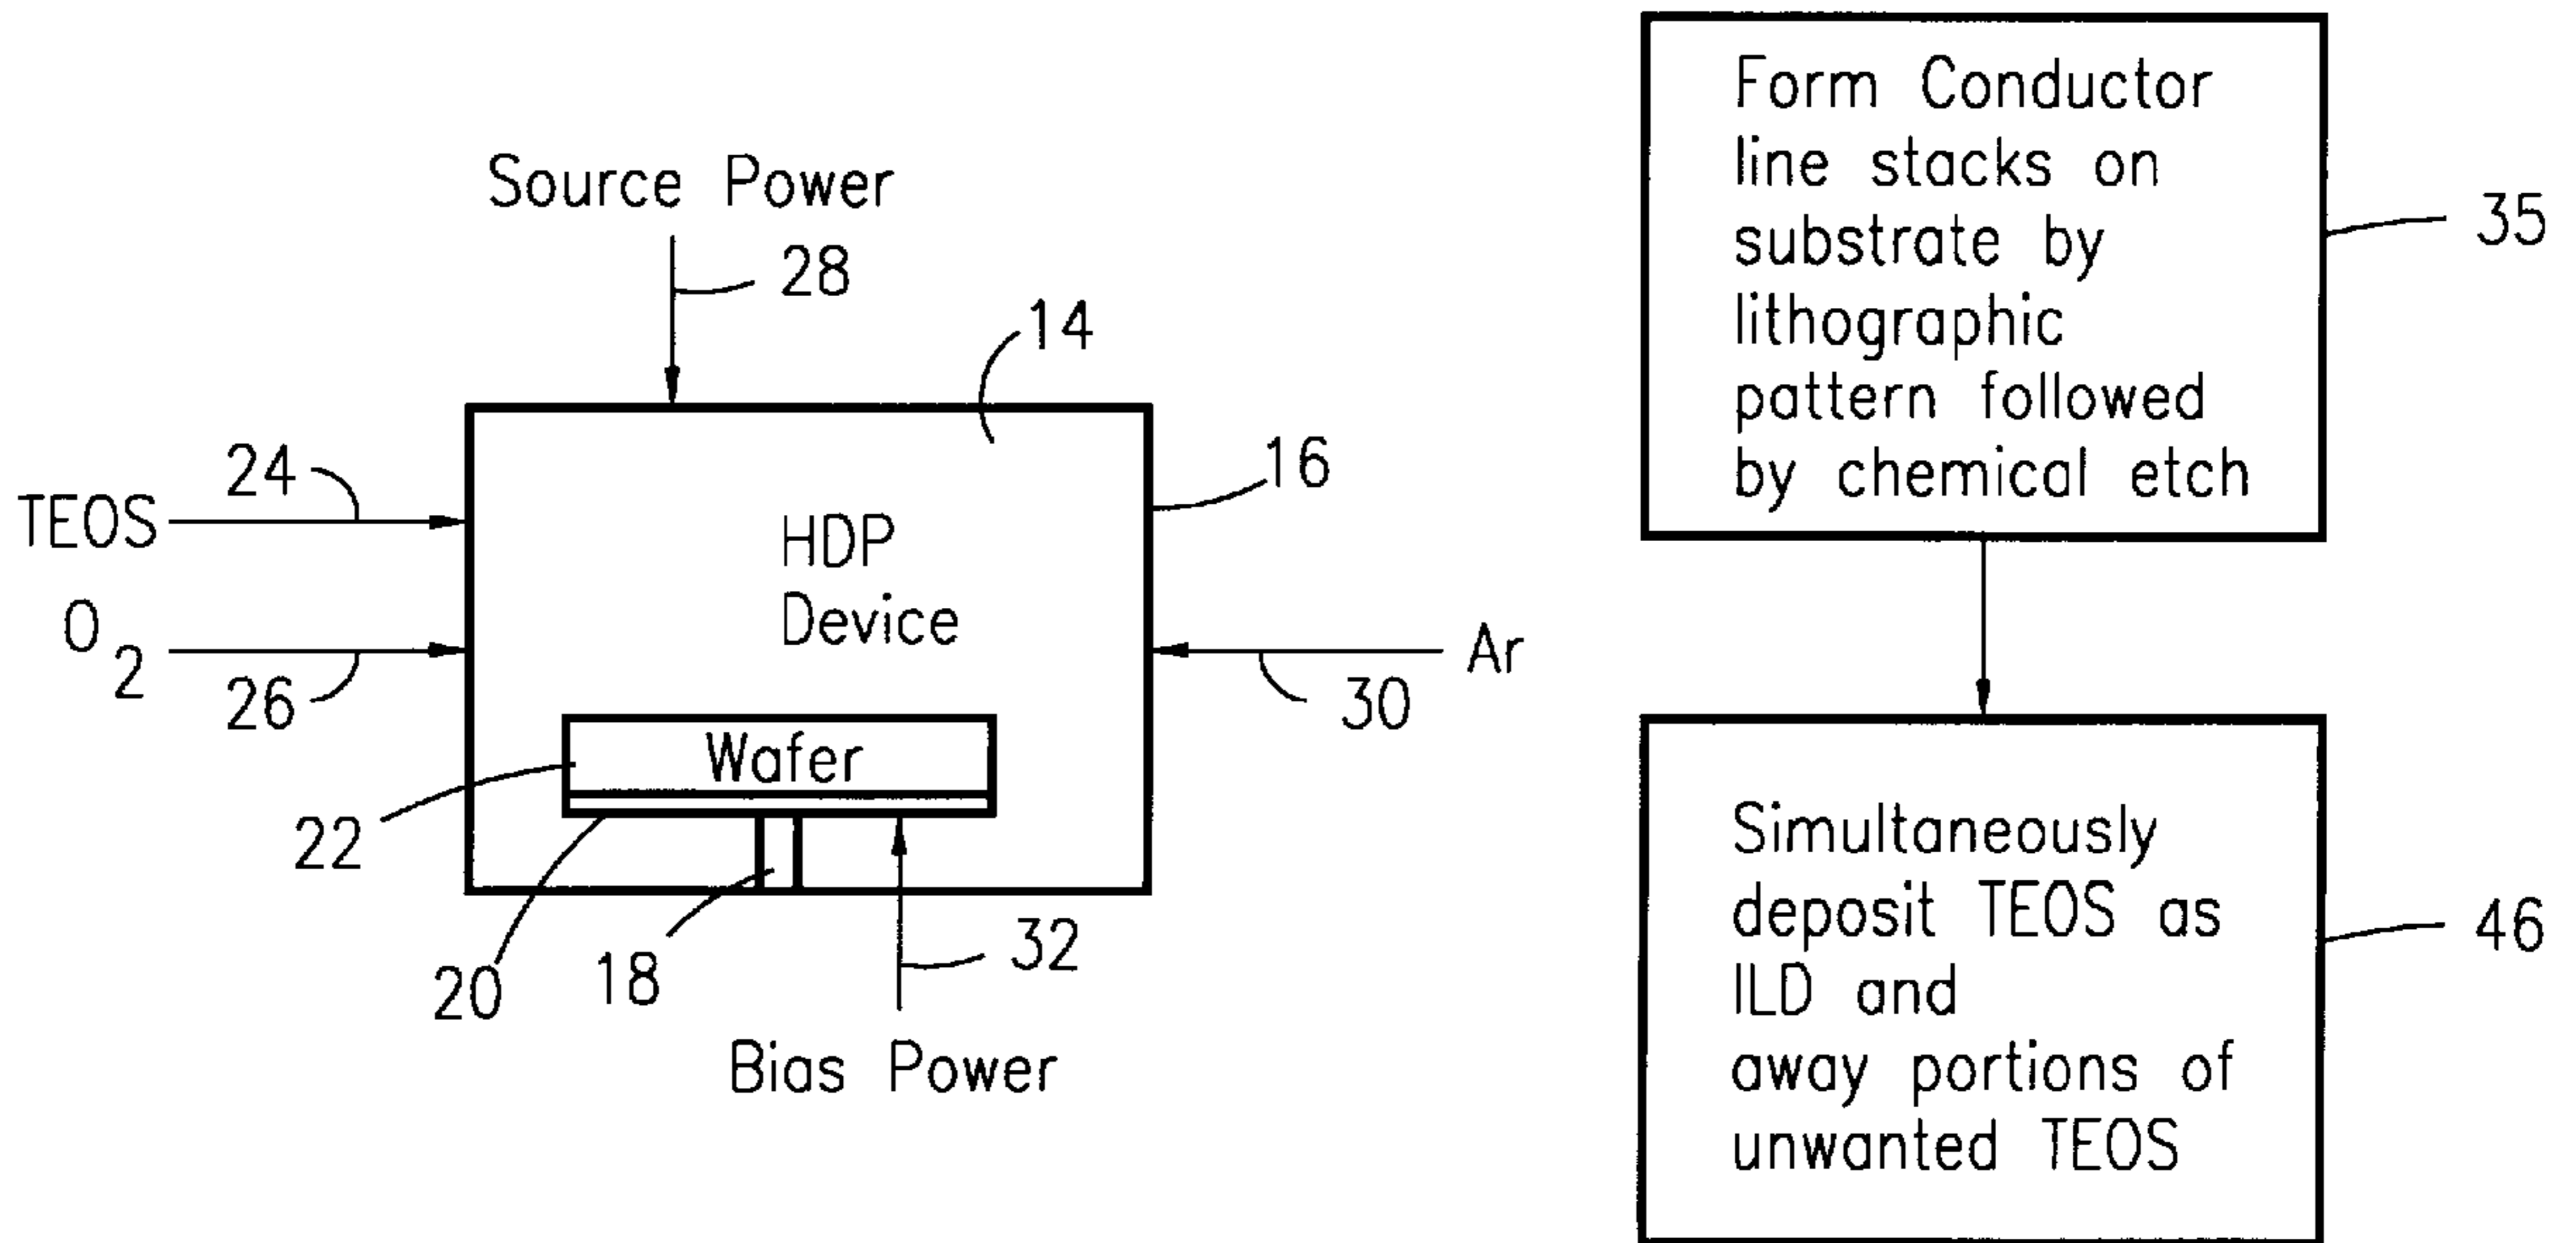 Source Power
28
14
24
16
TEOS
HDP
Device
O2
26
Ar
30
Wafer
22
20
18
32
Bias Power
Form Conductor
line stacks on
substrate by
lithographic
pattern followed
by chemical etch
35
Simultaneously
deposit TEOS as
ILD and
away portions of
unwanted TEOS
46